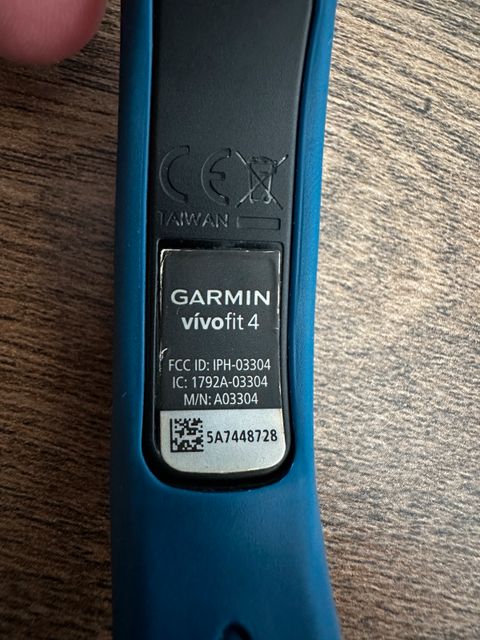 CE
TAIWAN
GARMIN
vívofit 4
FCC ID: IPH-03304
IC: 1792A-03304
M/N: A03304
5A7448728